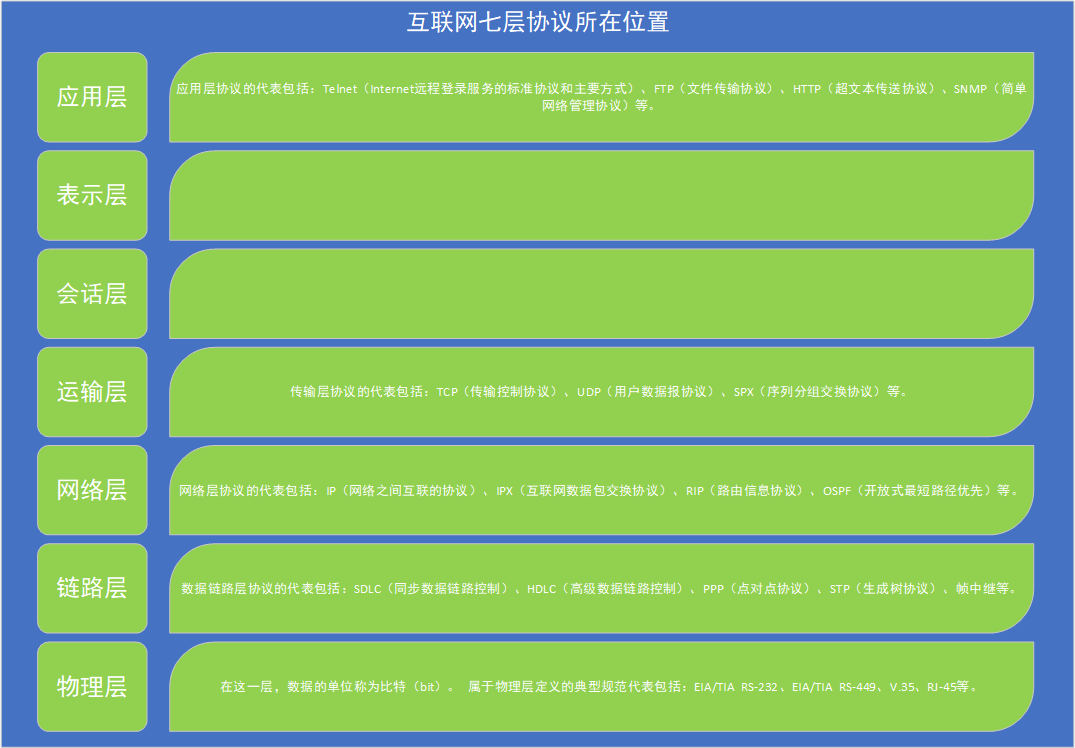 互联网七层协议所在位置
应用层
应用层协议的代表包括：Telnet（Internet远程登录服务的标准协议和主要方式）、FTP（文件传输协议）、HTTP（超文本传送协议）、SNMP（简单
网络管理协议）等。
表示层
会话层
运输层
传输层协议的代表包括：TCP（传输控制协议）、UDP（用户数据报协议）、SPX（序列分组交换协议）等。
网络层
网络层协议的代表包括：IP（网络之间互联的协议）、IPX（互联网数据包交换协议）、RIP（路由信息协议）、OSPF（开放式最短路径优先）等。
链路层
数据链路层协议的代表包括：SDLC（同步数据链路控制）、HDLC（高级数据链路控制）、PPP（点对点协议）、STP（生成树协议）、帧中继等。
物理层
在这一层，数据的单位称为比特（bit）。 属于物理层定义的典型规范代表包括：EIA/TIA RS-232、EIA/TIA RS-449、V.35、RJ-45等。